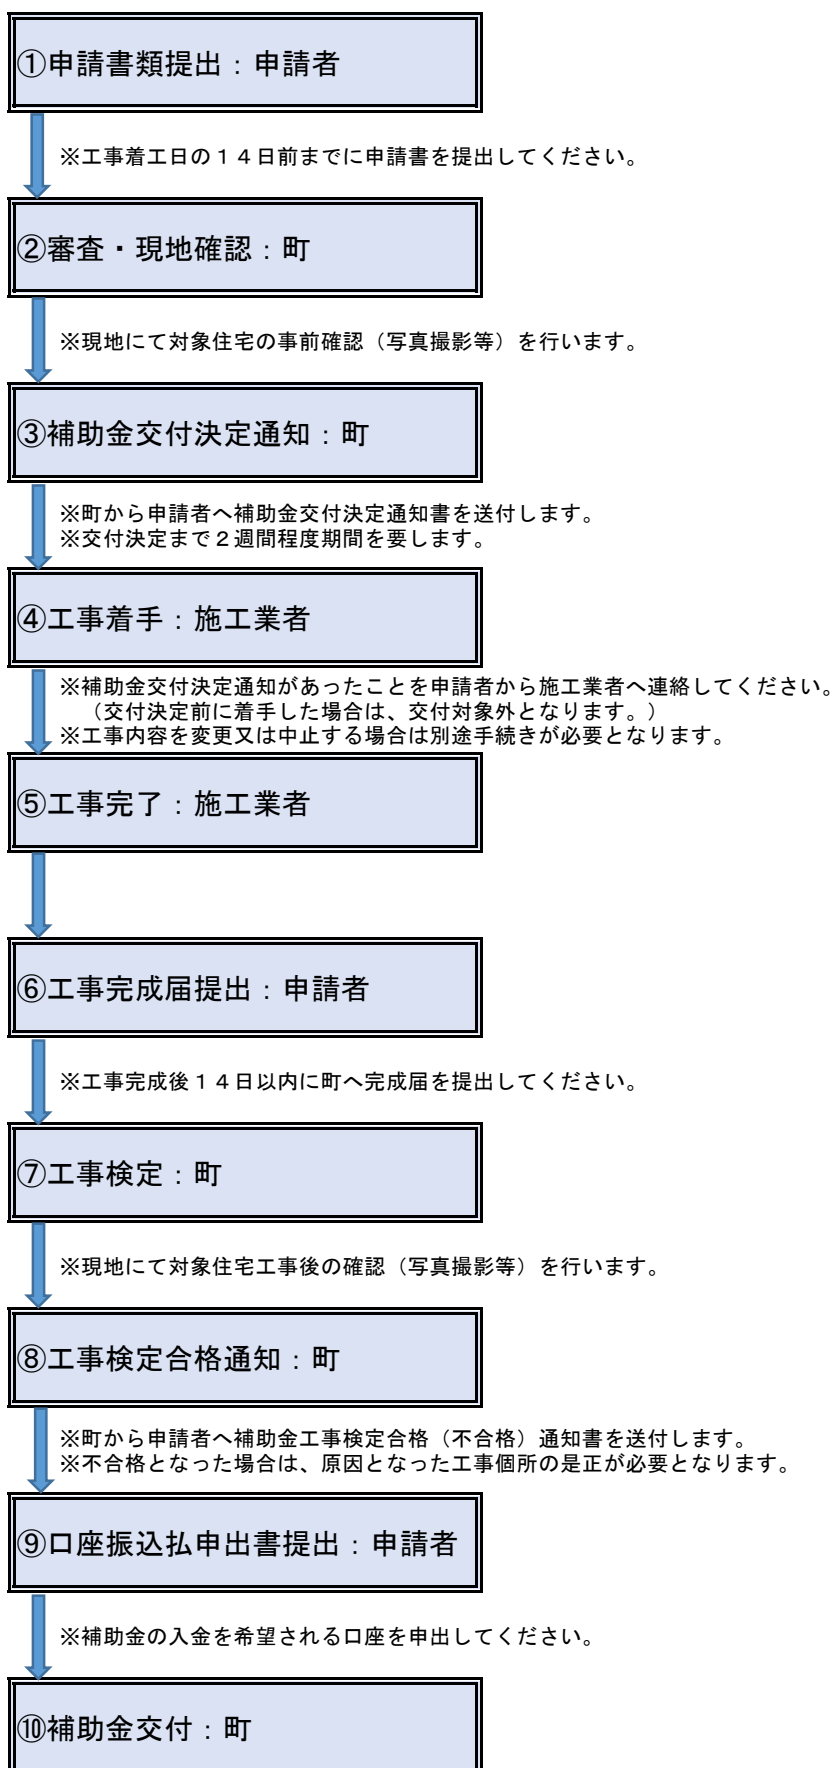 ①申請書類提出：申請者
※工事着工日の１４日前までに申請書を提出してください。
②審査・現地確認：町
※現地にて対象住宅の事前確認（写真撮影等）を行います。
③補助金交付決定通知：町
※町から申請者へ補助金交付決定通知書を送付します。
※交付決定まで２週間程度期間を要します。
④工事着手：施工業者
※補助金交付決定通知があったことを申請者から施工業者へ連絡してください。
（交付決定前に着手した場合は、交付対象外となります。）
※工事内容を変更又は中止する場合は別途手続きが必要となります。
⑤工事完了：施工業者
⑥工事完成届提出：申請者
※工事完成後１４日以内に町へ完成届を提出してください。
⑦工事検定：町
※現地にて対象住宅工事後の確認（写真撮影等）を行います。
⑧工事検定合格通知：町
※町から申請者へ補助金工事検定合格（不合格）通知書を送付します。
※不合格となった場合は、原因となった工事個所の是正が必要となります。
⑨口座振込払申出書提出：申請者
※補助金の入金を希望される口座を申出してください。
⑩補助金交付：町